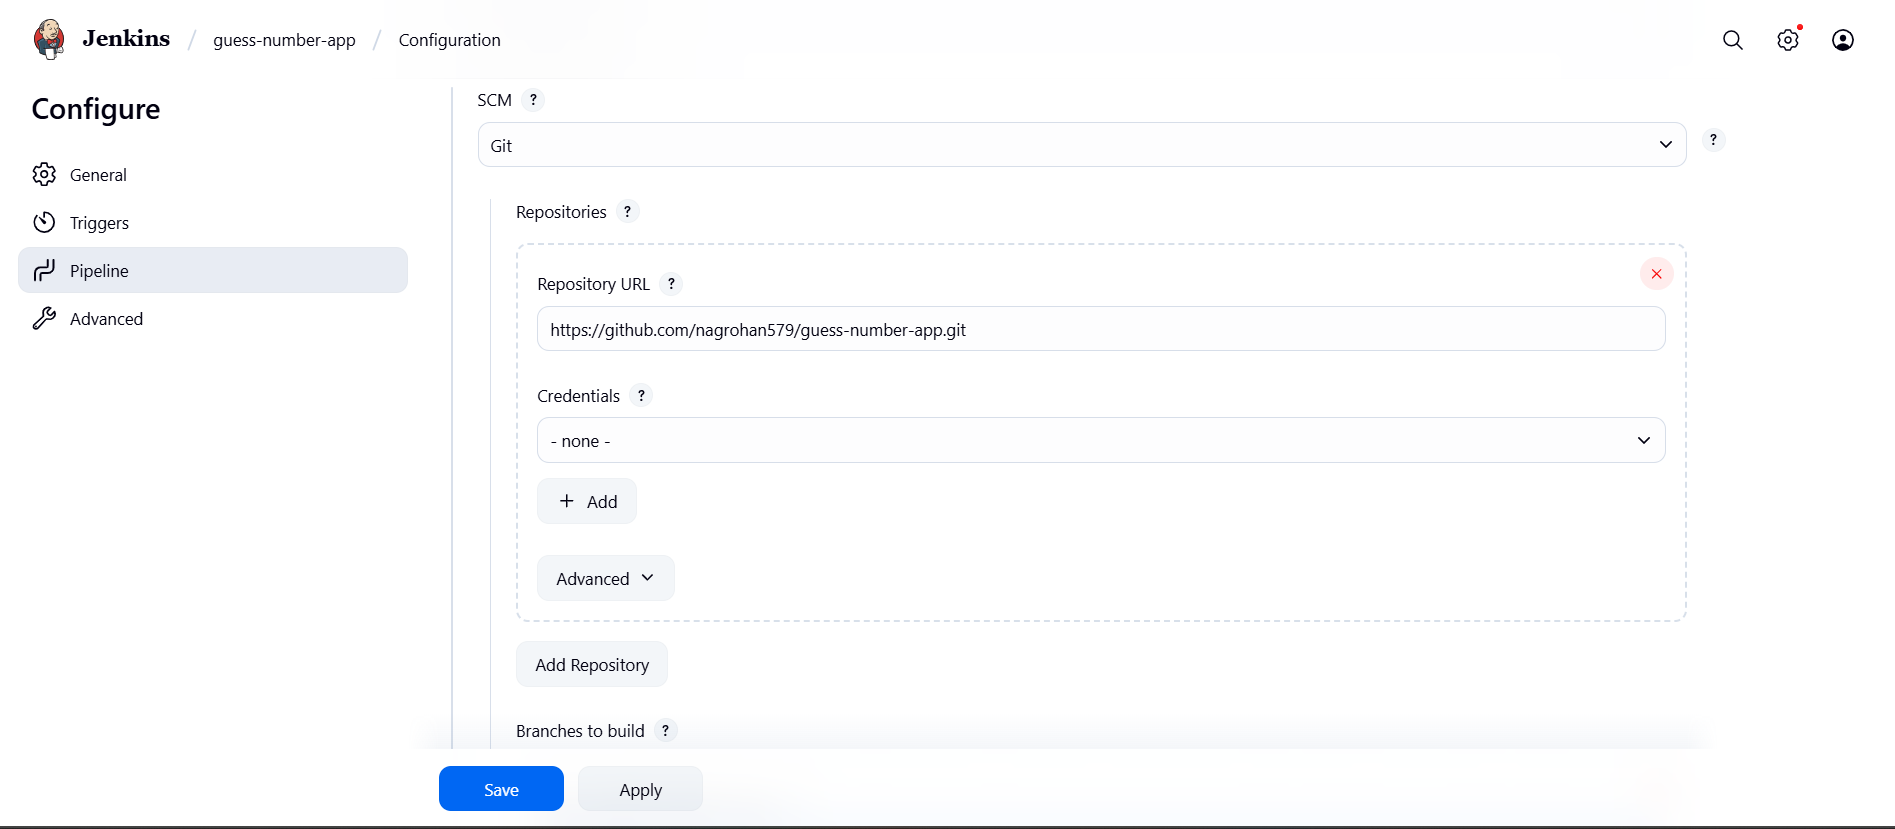 Jenkins / guess-number-app / Configuration
Configure
General
Triggers
Pipeline
Advanced
SCM ?
Git
?
Repositories ?
Repository URL ?
https://github.com/nagrohan579/guess-number-app.git
Credentials ?
- none -
+ Add
Advanced
Add Repository
Branches to build ?
Save
Apply